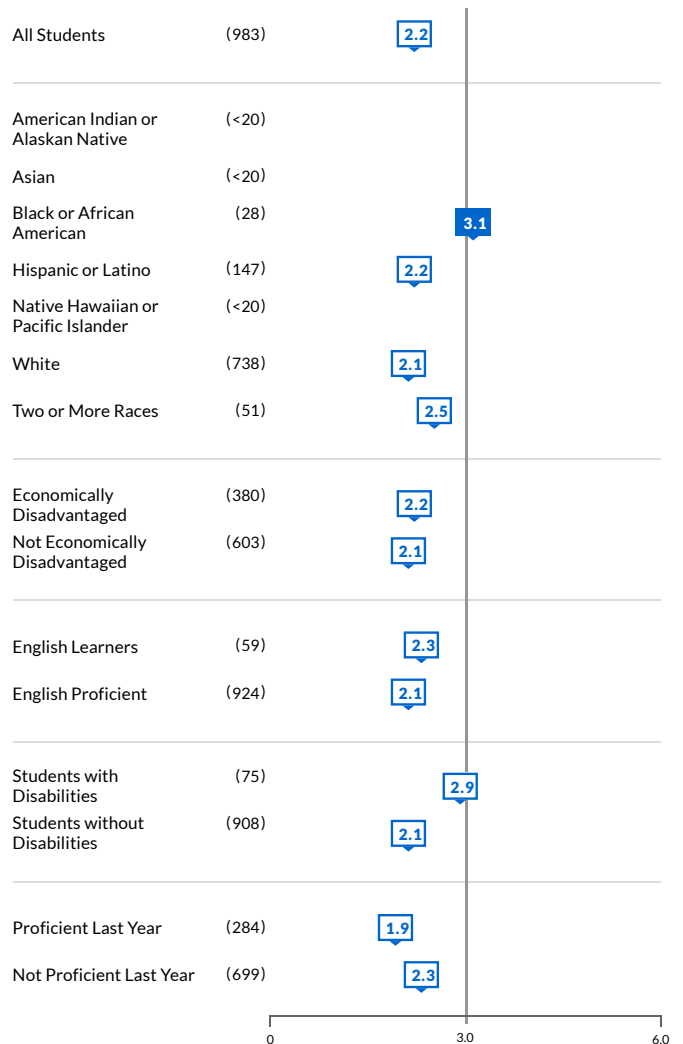 All Students (983) 2.2
American Indian or (<20)
Alaskan Native
Asian (<20)
Black or African (28) 3.1
American
Hispanic or Latino (147) 2.2
Native Hawaiian or (<20)
Pacific Islander
White (738) 2.1
Two or More Races (51) 2.5
Economically (380) 2.2
Disadvantaged
Not Economically (603) 2.1
Disadvantaged
English Learners (59) 2.3
English Proficient (924) 2.1
Students with (75) 2.9
Disabilities
Students without (908) 2.1
Disabilities
Proficient Last Year (284) 1.9
Not Proficient Last Year (699) 2.3
0 3.0 6.0